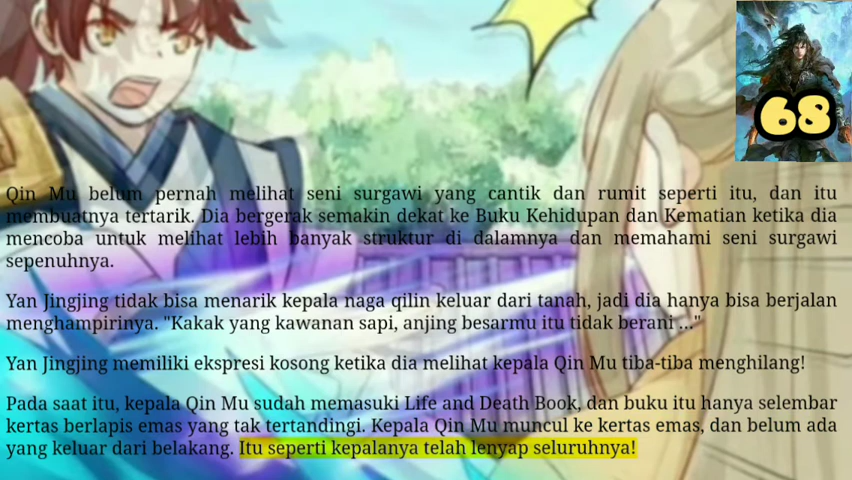 68
Qin Mu belum pernah melihat seni surgawi yang cantik dan rumit seperti itu, dan itu
membuatnya tertarik. Dia bergerak semakin dekat ke Buku Kehidupan dan Kematian ketika dia
mencoba untuk melihat lebih banyak struktur di dalamnya dan memahami seni surgawi
sepenuhnya.
Yan Jingjing tidak bisa menarik kepala naga qilin keluar dari tanah, jadi dia hanya bisa berjalan
menghampirinya. "Kakak yang kawanan sapi, anjing besarmu itu tidak berani ..."
Yan Jingjing memiliki ekspresi kosong ketika dia melihat kepala Qin Mu tiba-tiba menghilang!
Pada saat itu, kepala Qin Mu sudah memasuki Life and Death Book, dan buku itu hanya selembar
kertas berlapis emas yang tak tertandingi. Kepala Qin Mu muncul ke kertas emas, dan belum ada
yang keluar dari belakang. Itu seperti kepalanya telah lenyap seluruhnya!